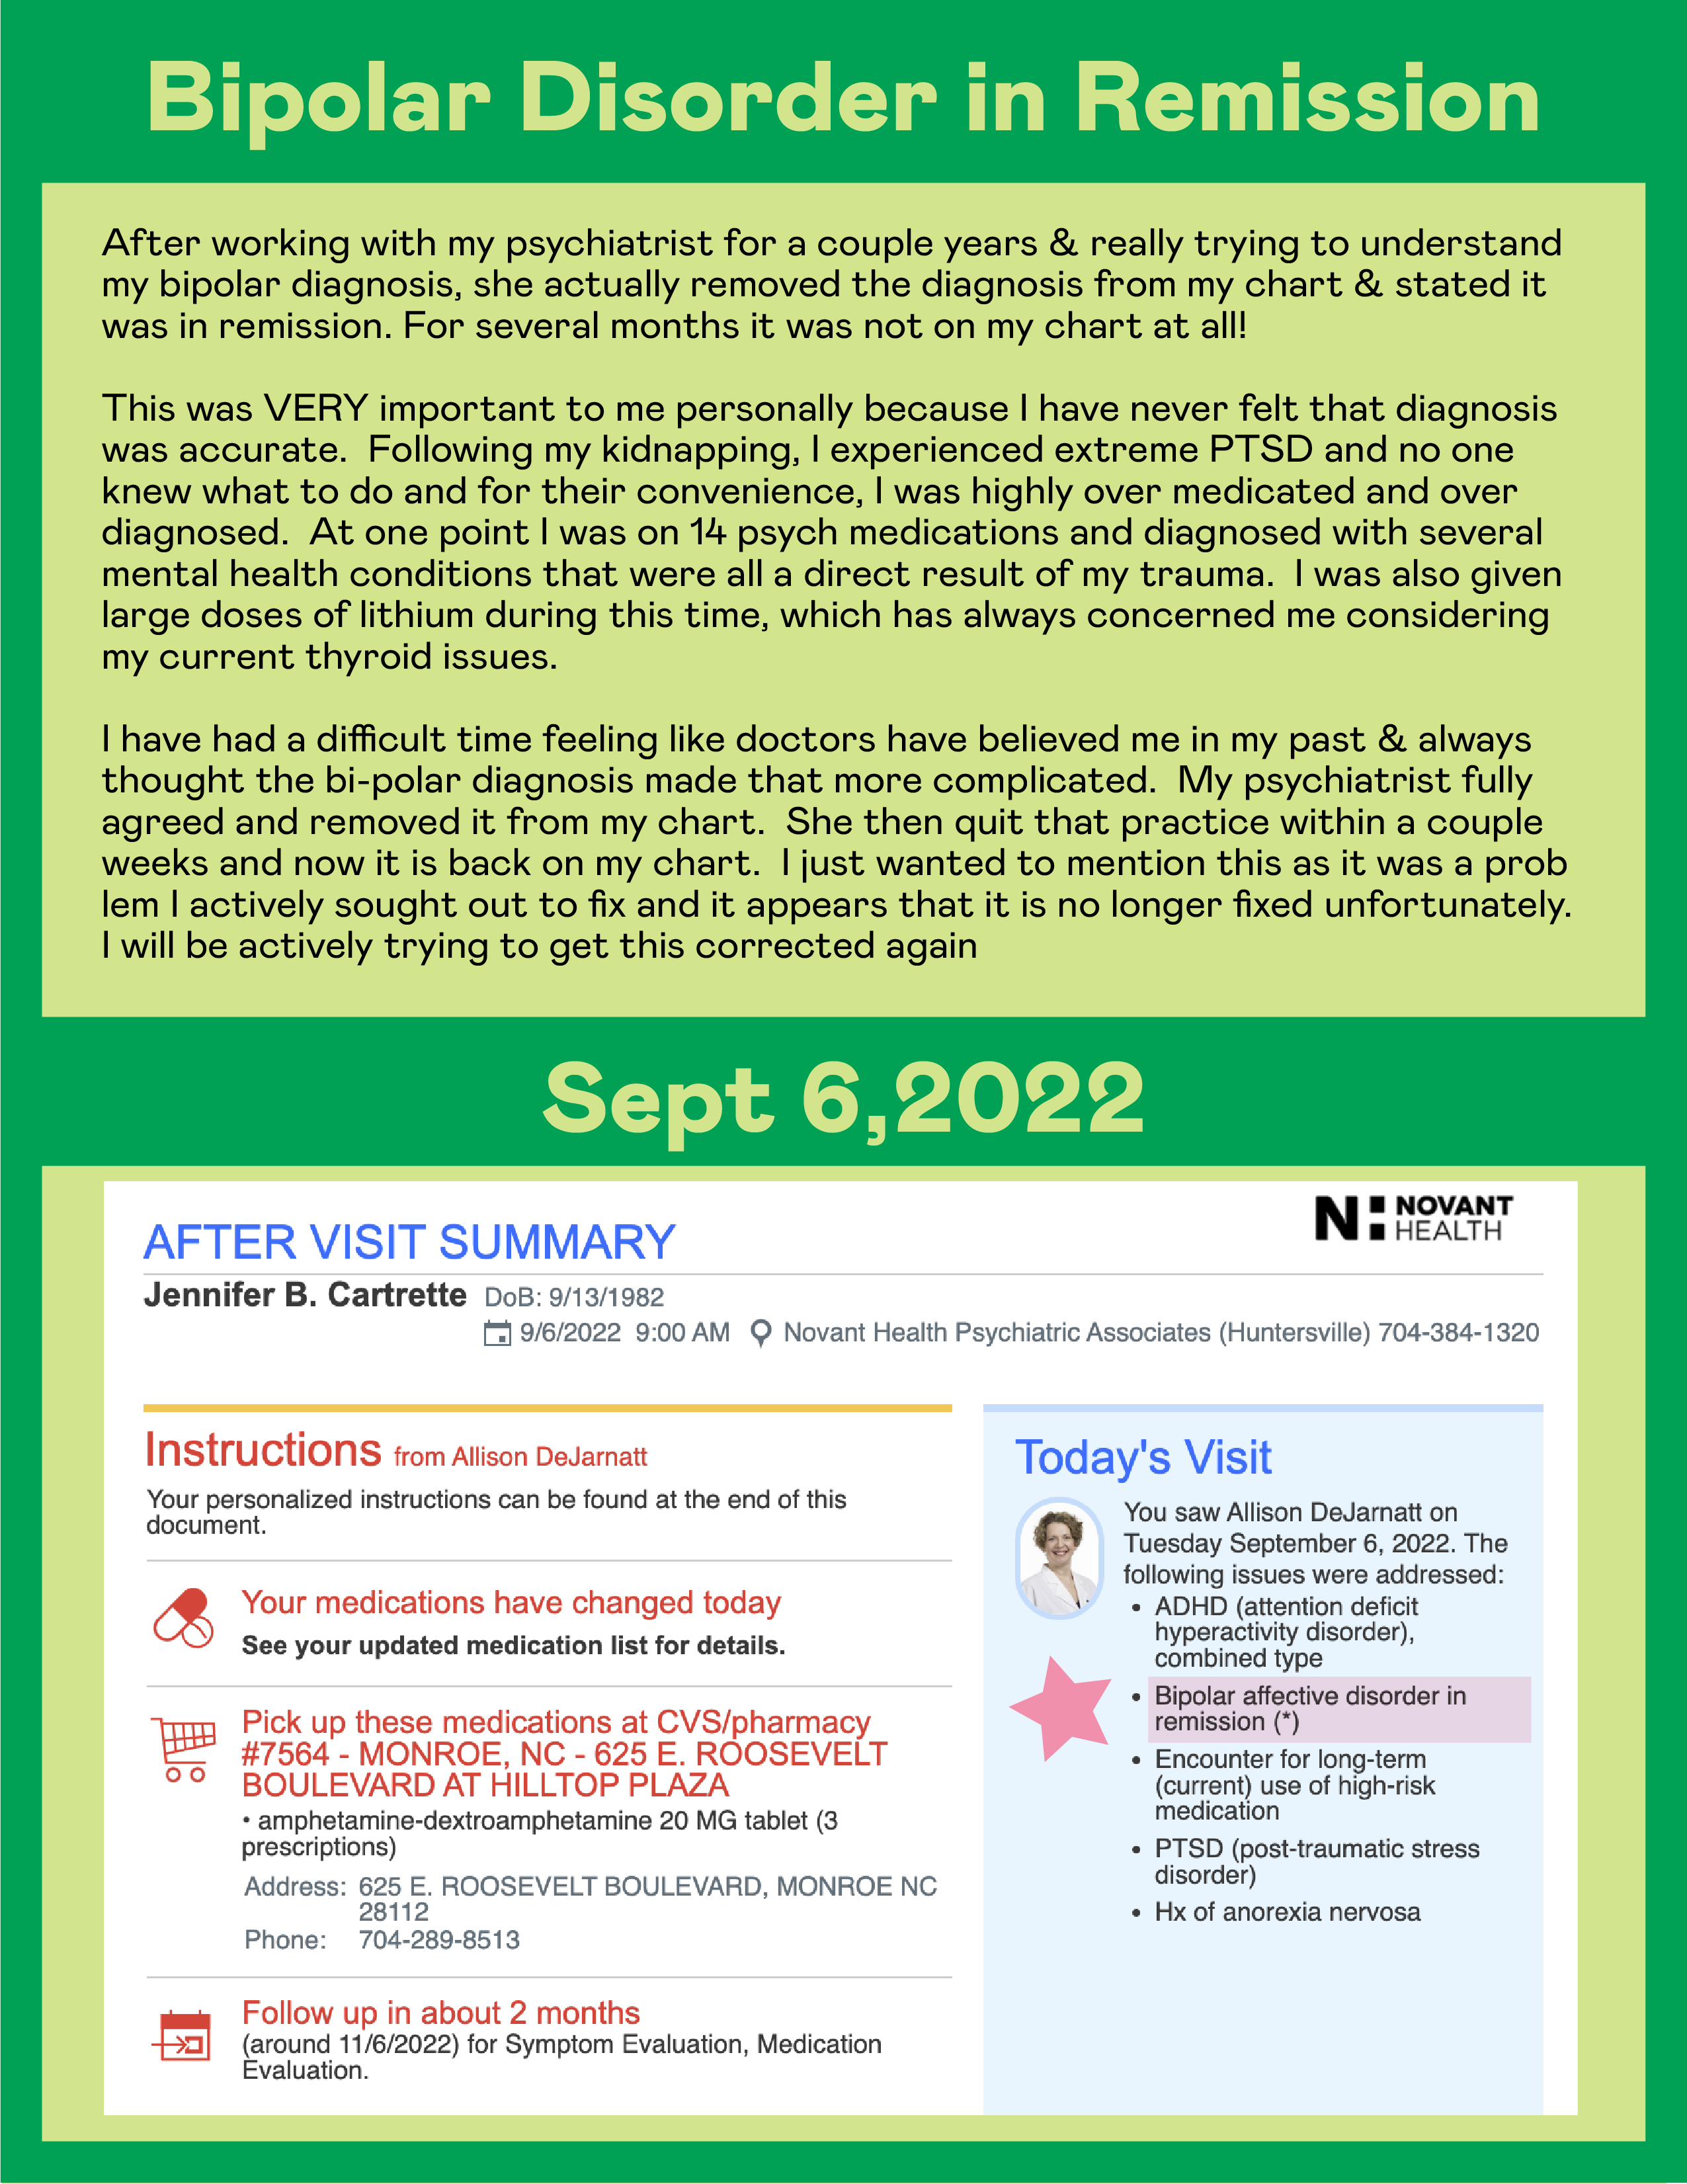 Bipolar Disorder in Remission
After working with my psychiatrist for a couple years & really trying to understand
my bipolar diagnosis, she actually removed the diagnosis from my chart & stated it
was in remission. For several months it was not on my chart at all!
This was VERY important to me personally because I have never felt that diagnosis
was accurate.  Following my kidnapping, I experienced extreme PTSD and no one
knew what to do and for their convenience, I was highly over medicated and over
diagnosed.  At one point I was on 14 psych medications and diagnosed with several
mental health conditions that were all a direct result of my trauma.  I was also given
large doses of lithium during this time, which has always concerned me considering
my current thyroid issues.
I have had a difficult time feeling like doctors have believed me in my past & always
thought the bi-polar diagnosis made that more complicated.  My psychiatrist fully
agreed and removed it from my chart.  She then quit that practice within a couple
weeks and now it is back on my chart.  I just wanted to mention this as it was a prob
lem I actively sought out to fix and it appears that it is no longer fixed unfortunately.
I will be actively trying to get this corrected again
Sept 6,2022
N: NOVANT
HEALTH
AFTER VISIT SUMMARY
Jennifer B. Cartrette DoB: 9/13/1982
9/6/2022 9:00 AM Novant Health Psychiatric Associates (Huntersville) 704-384-1320
Instructions from Allison DeJarnatt
Your personalized instructions can be found at the end of this
document.
Your medications have changed today
See your updated medication list for details.
Pick up these medications at CVS/pharmacy
#7564 - MONROE, NC - 625 E. ROOSEVELT
BOULEVARD AT HILLTOP PLAZA
• amphetamine-dextroamphetamine 20 MG tablet (3
prescriptions)
Address: 625 E. ROOSEVELT BOULEVARD, MONROE NC
28112
Phone: 704-289-8513
Follow up in about 2 months
(around 11/6/2022) for Symptom Evaluation, Medication
Evaluation.
Today's Visit
You saw Allison DeJarnatt on
Tuesday September 6, 2022. The
following issues were addressed:
• ADHD (attention deficit
hyperactivity disorder),
combined type
• Bipolar affective disorder in
remission (*)
• Encounter for long-term
(current) use of high-risk
medication
• PTSD (post-traumatic stress
disorder)
• Hx of anorexia nervosa